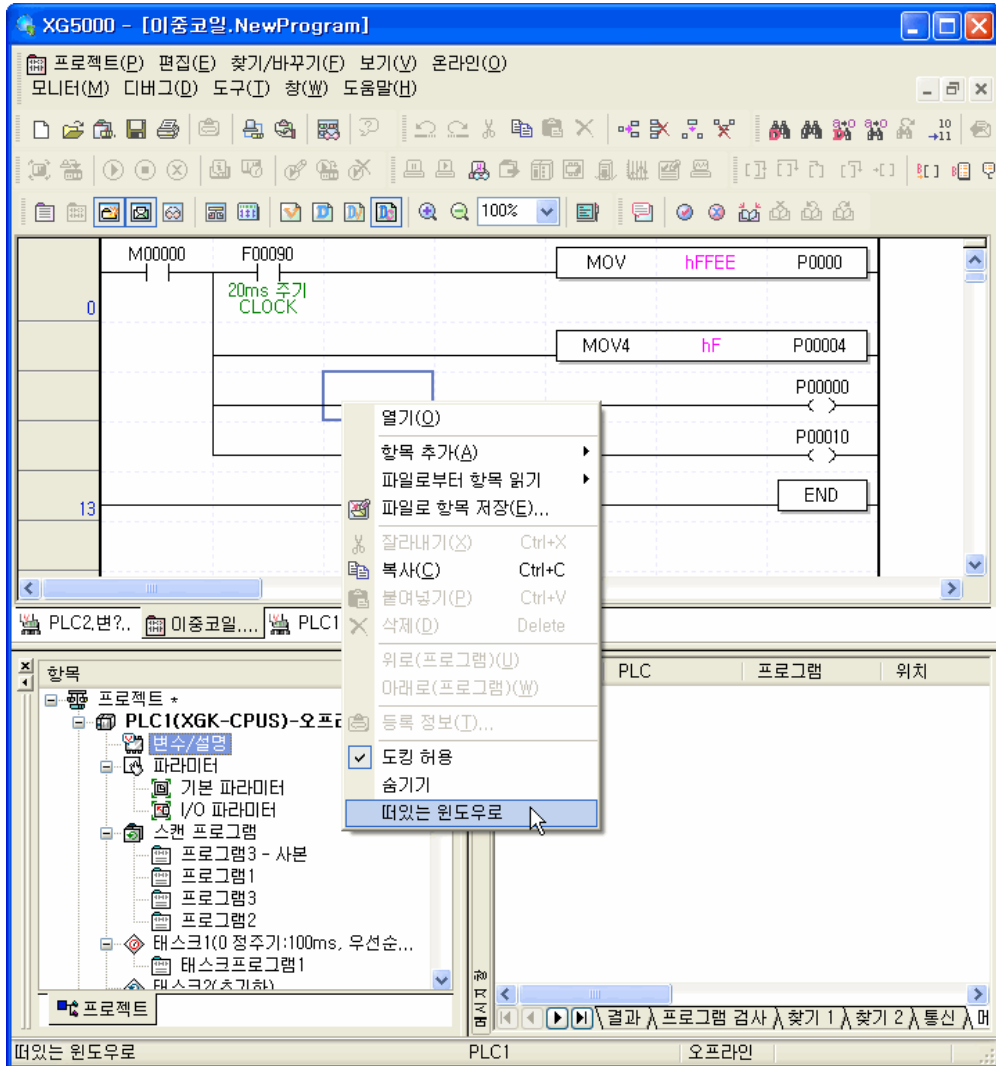 XG5000 - [이중코일.NewProgram]
프로젝트(P) 편집(E) 찾기/바꾸기(F) 보기(V) 온라인(O)
모니터(M) 디버그(D) 도구(T) 창(W) 도움말(H)
100%
M00000 F00090 MOV hFFEE P0000
20ms 주기
CLOCK
0
MOV4 hF P00004
P00000
P00010
END
13
열기(O)
항목 추가(A)
파일로부터 항목 읽기
파일로 항목 저장(E)...
잘라내기(X) Ctrl+X
복사(C) Ctrl+C
붙여넣기(P) Ctrl+V
삭제(D) Delete
위로(프로그램)(U)
아래로(프로그램)(W)
등록 정보(T)...
도킹 허용
숨기기
떠있는 윈도우로
PLC2,변?.. 이중코일.... PLC1
항목
프로젝트 *
PLC1(XGK-CPUS)-오프
변수/설명
파라미터
기본 파라미터
I/O 파라미터
스캔 프로그램
프로그램3 - 사본
프로그램1
프로그램3
프로그램2
태스크1(0 정주기:100ms, 우선순...
태스크프로그램1
태스크2(초기화)
프로젝트
PLC 프로그램 위치
결과 프로그램 검사 찾기 1 찾기 2 통신
떠있는 윈도우로 PLC1 오프라인